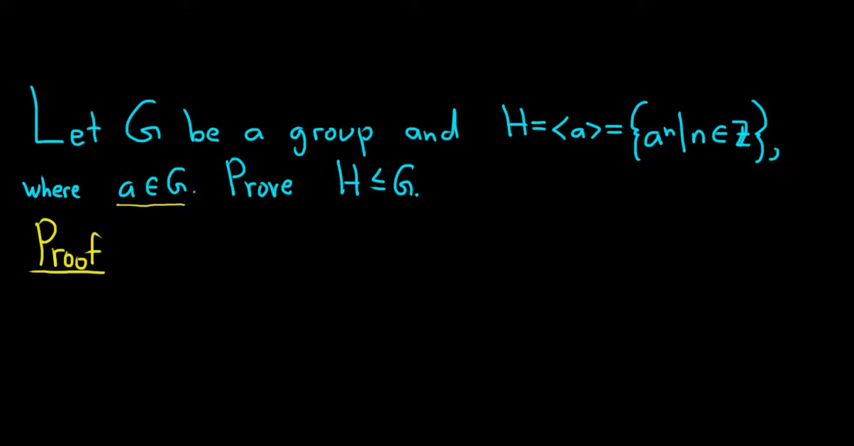 Let G be a group and H = <a> = {aⁿ | n ∈ ℤ},
where a ∈ G. Prove H ≤ G.
Proof